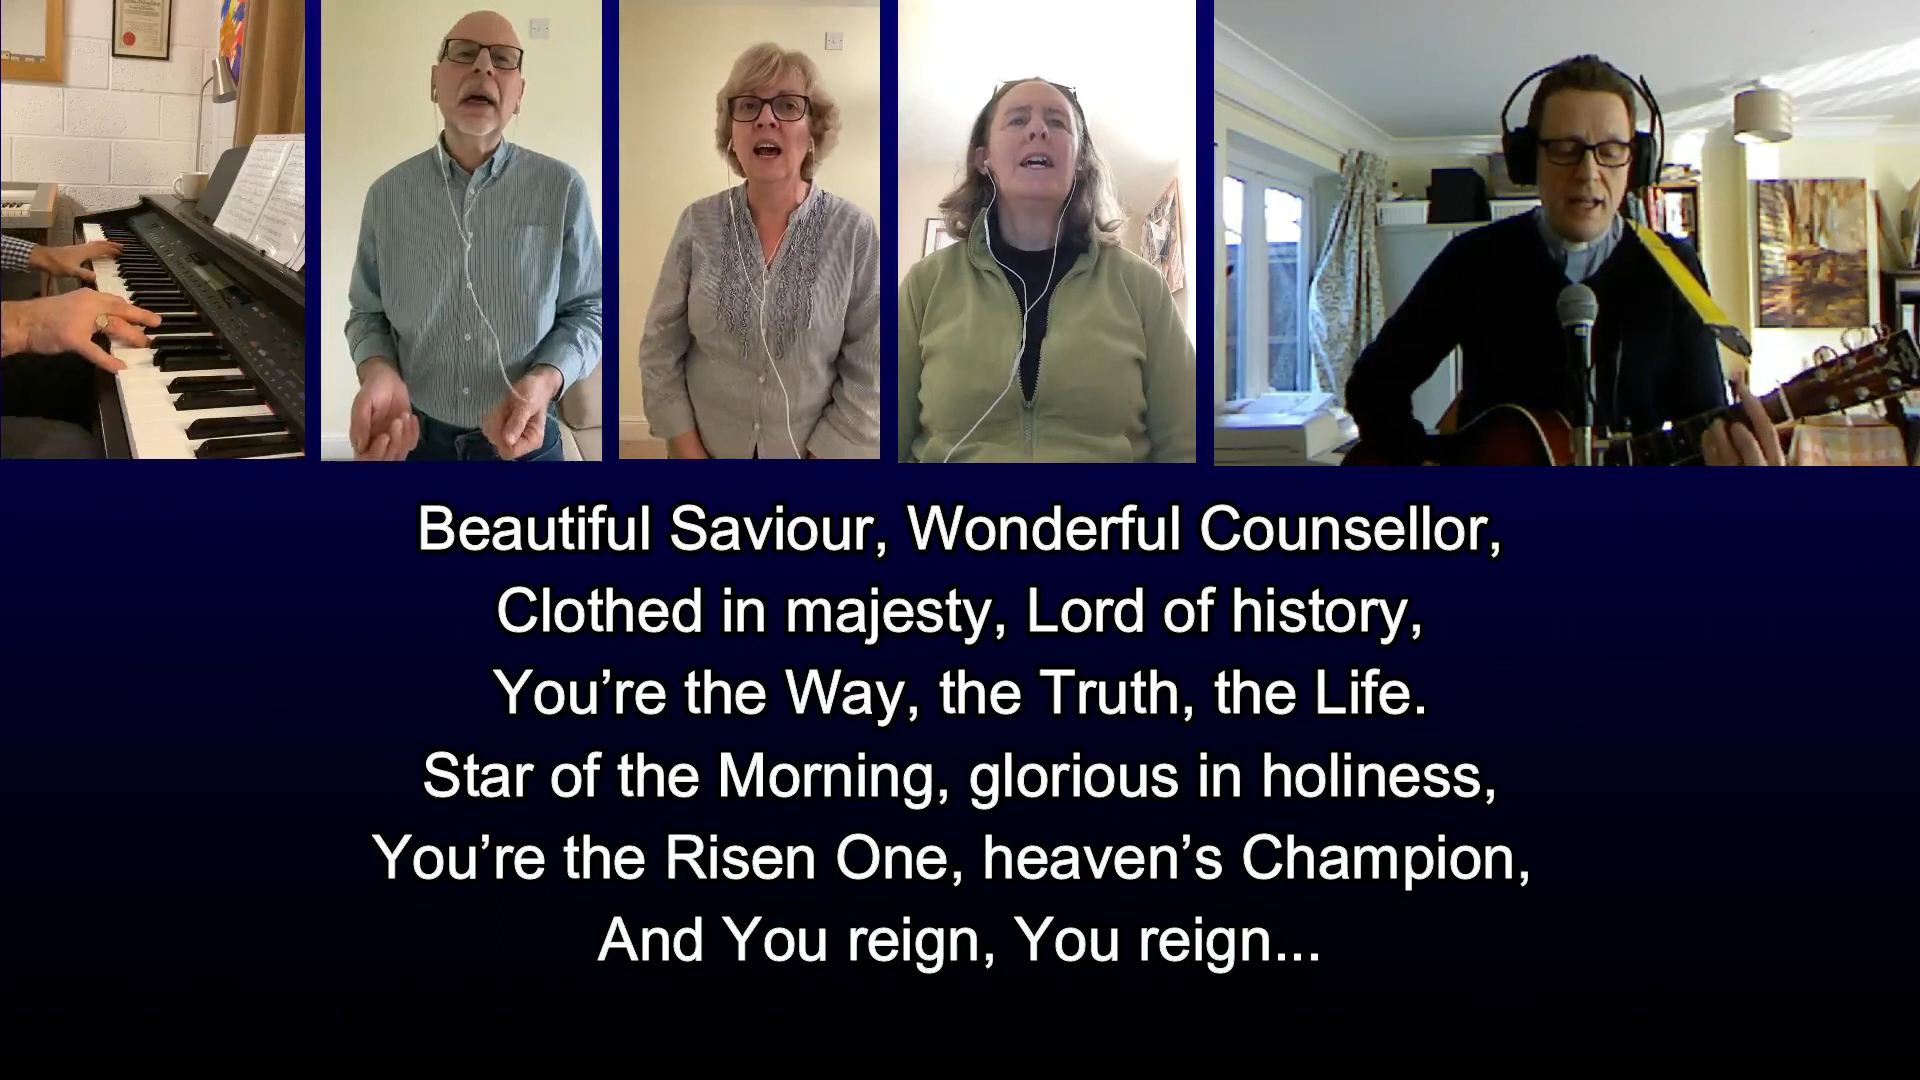 Beautiful Saviour, Wonderful Counsellor,
Clothed in majesty, Lord of history,
You’re the Way, the Truth, the Life.
Star of the Morning, glorious in holiness,
You’re the Risen One, heaven’s Champion,
And You reign, You reign...